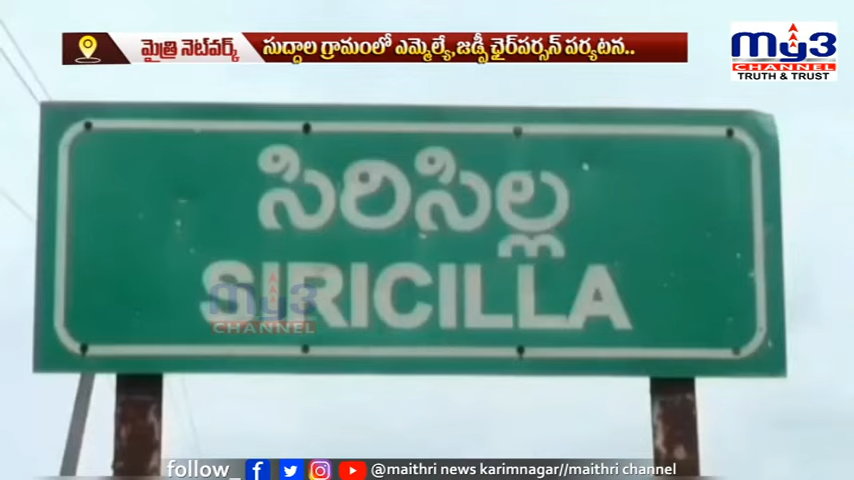 మైత్రి నెట్‌వర్క్ సుద్దాల గ్రామంలో ఎమ్మెల్యే, జడ్పీ ఛైర్‌పర్సన్ పర్యటన..
my3
CHANNEL
TRUTH & TRUST
సిరిసిల్ల
SIRICILLA
my3
CHANNEL
follow_ @maithri news karimnagar//maithri channel